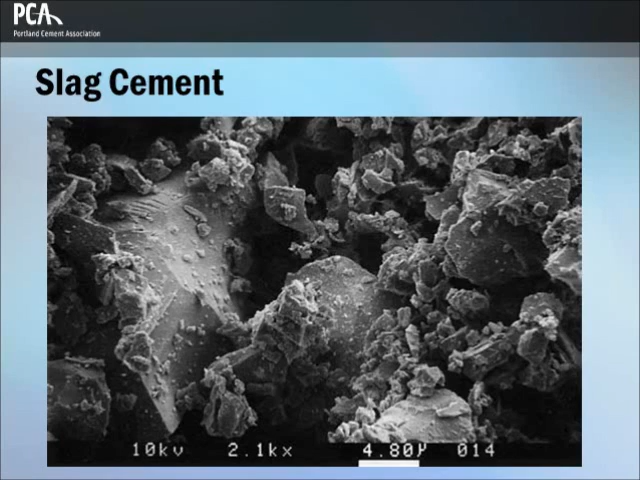 PCA
Portland Cement Association
Slag Cement
10kv 2.1kx 4.80µ 014